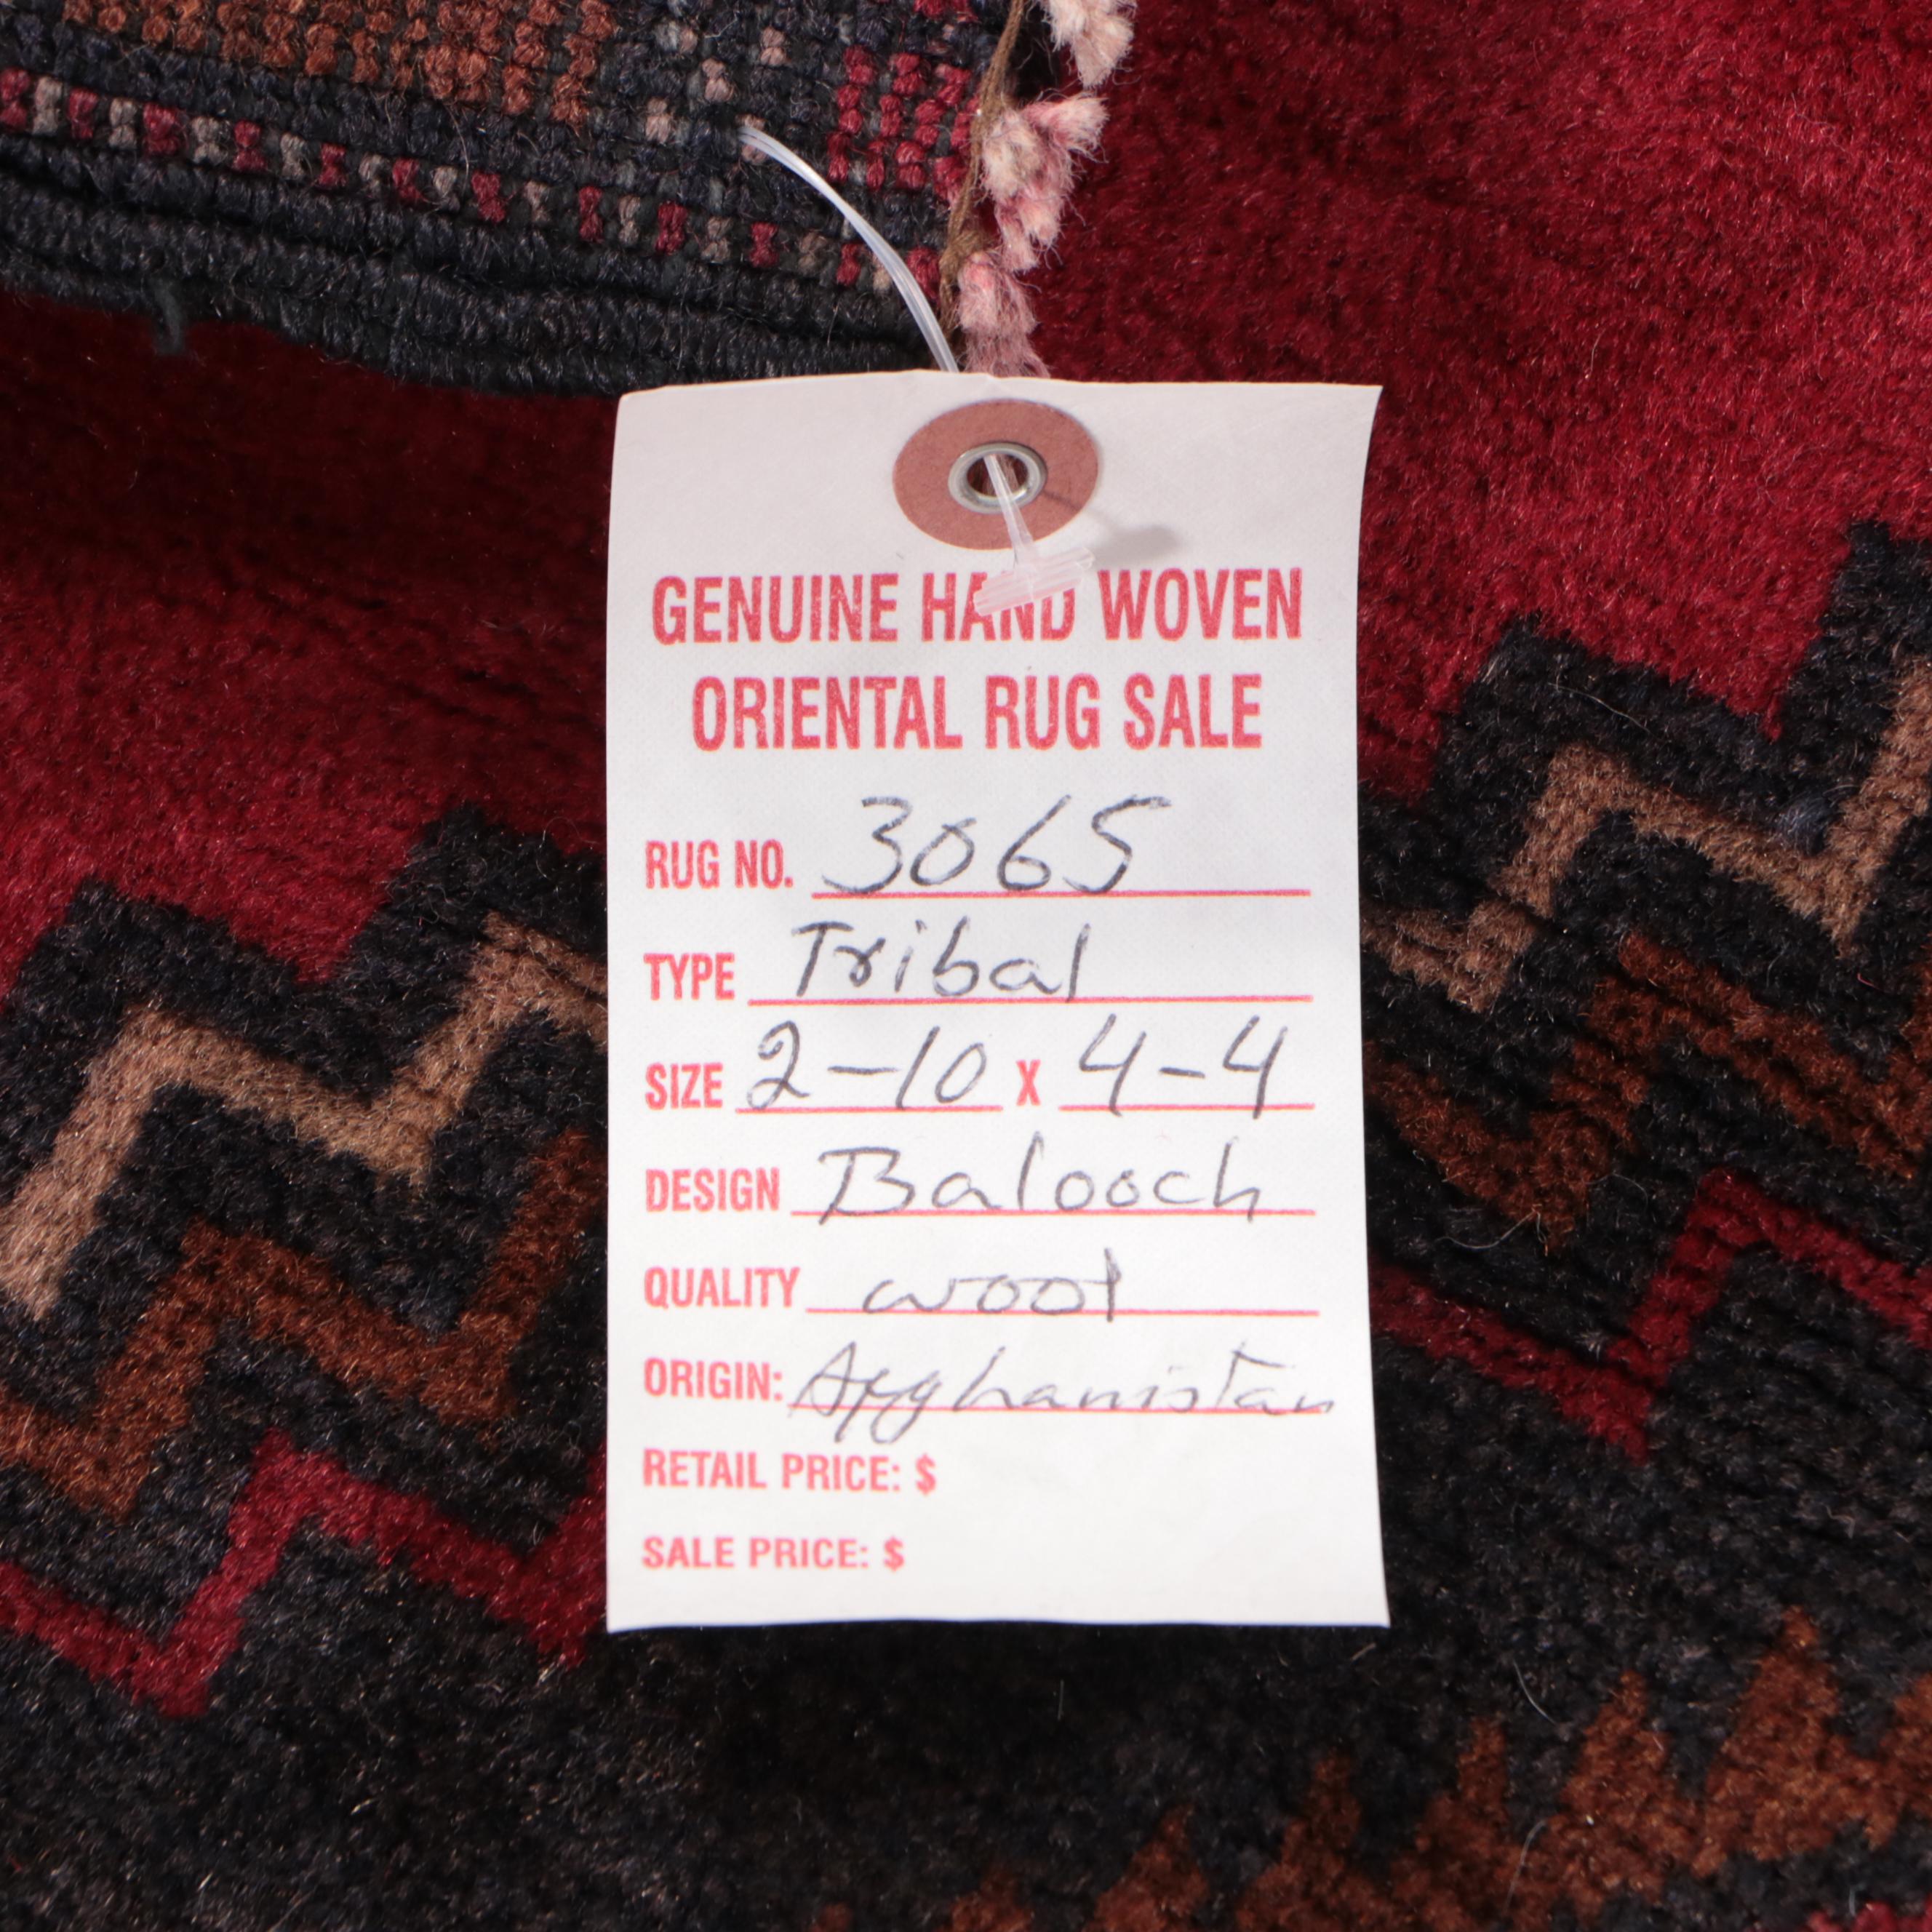 GENUINE HAND WOVEN
ORIENTAL RUG SALE
RUG NO. 3065
TYPE Tribal
SIZE 2-10 X 4-4
DESIGN Balooch
QUALITY wool
ORIGIN: Afghanistan
RETAIL PRICE: $
SALE PRICE: $